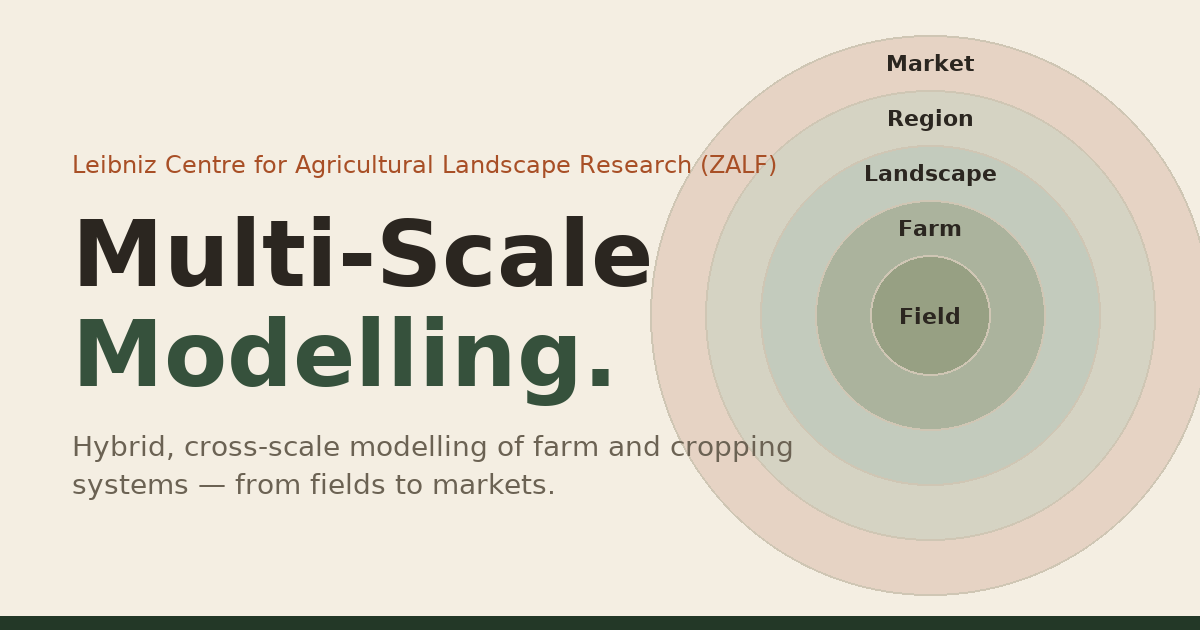 Leibniz Centre for Agricultural Landscape Research (ZALF)
Multi-Scale
Modelling.
Hybrid, cross-scale modelling of farm and cropping
systems — from fields to markets.
Market
Region
Landscape
Farm
Field